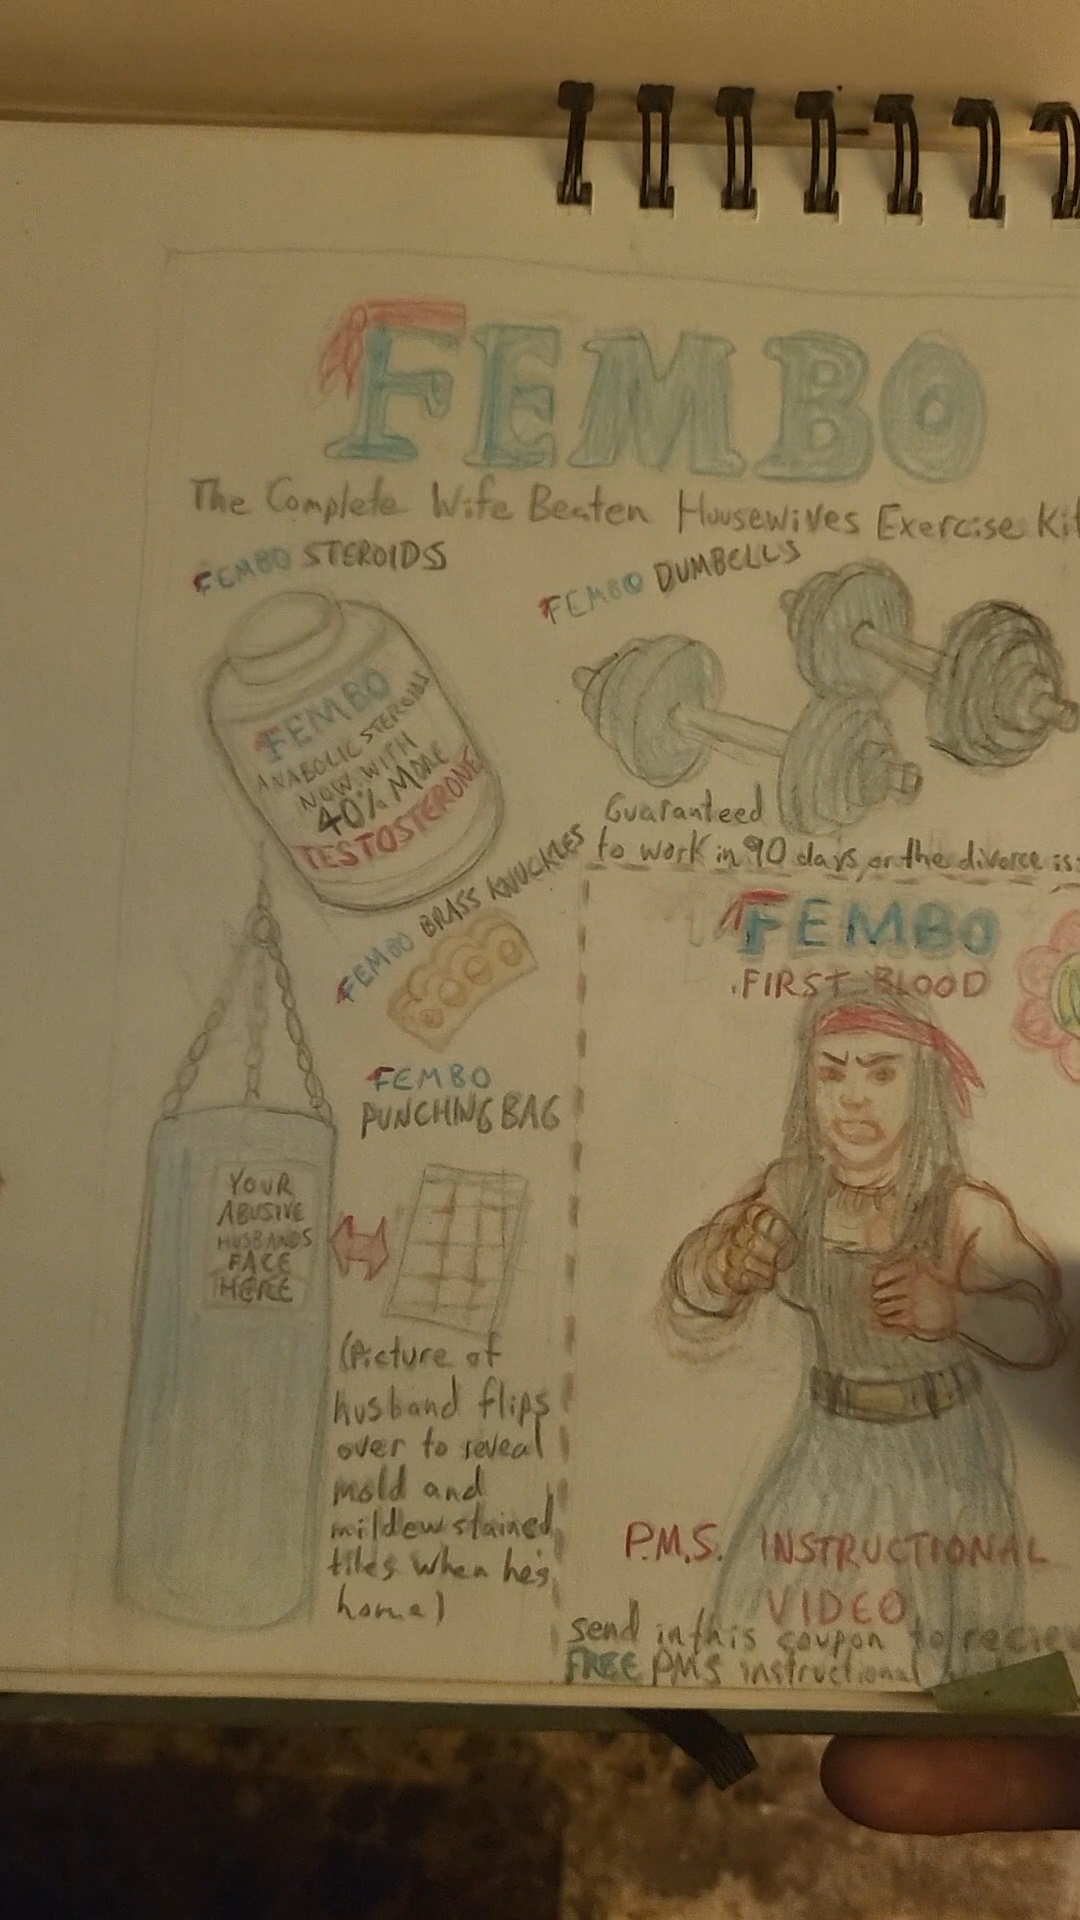 FEMBO
The Complete Wife Beaten Housewives Exercise Kit
FEMBO STEROIDS
FEMBO
ANABOLIC STEROIDS
NOW WITH
40% MORE
TESTOSTERONE
FEMBO DUMBELLS
Guaranteed
to work in 90 days or the divorce is
FEMBO BRASS KNUCKLES
FEMBO
PUNCHING BAG
YOUR
ABUSIVE
HUSBANDS
FACE
HERE
(Picture of
husband flips
over to reveal
mold and
mildew stained
tiles when he's
home)
FEMBO
FIRST BLOOD
P.M.S. INSTRUCTIONAL
VIDEO
send in this coupon to reciev
FREE PMS instructional